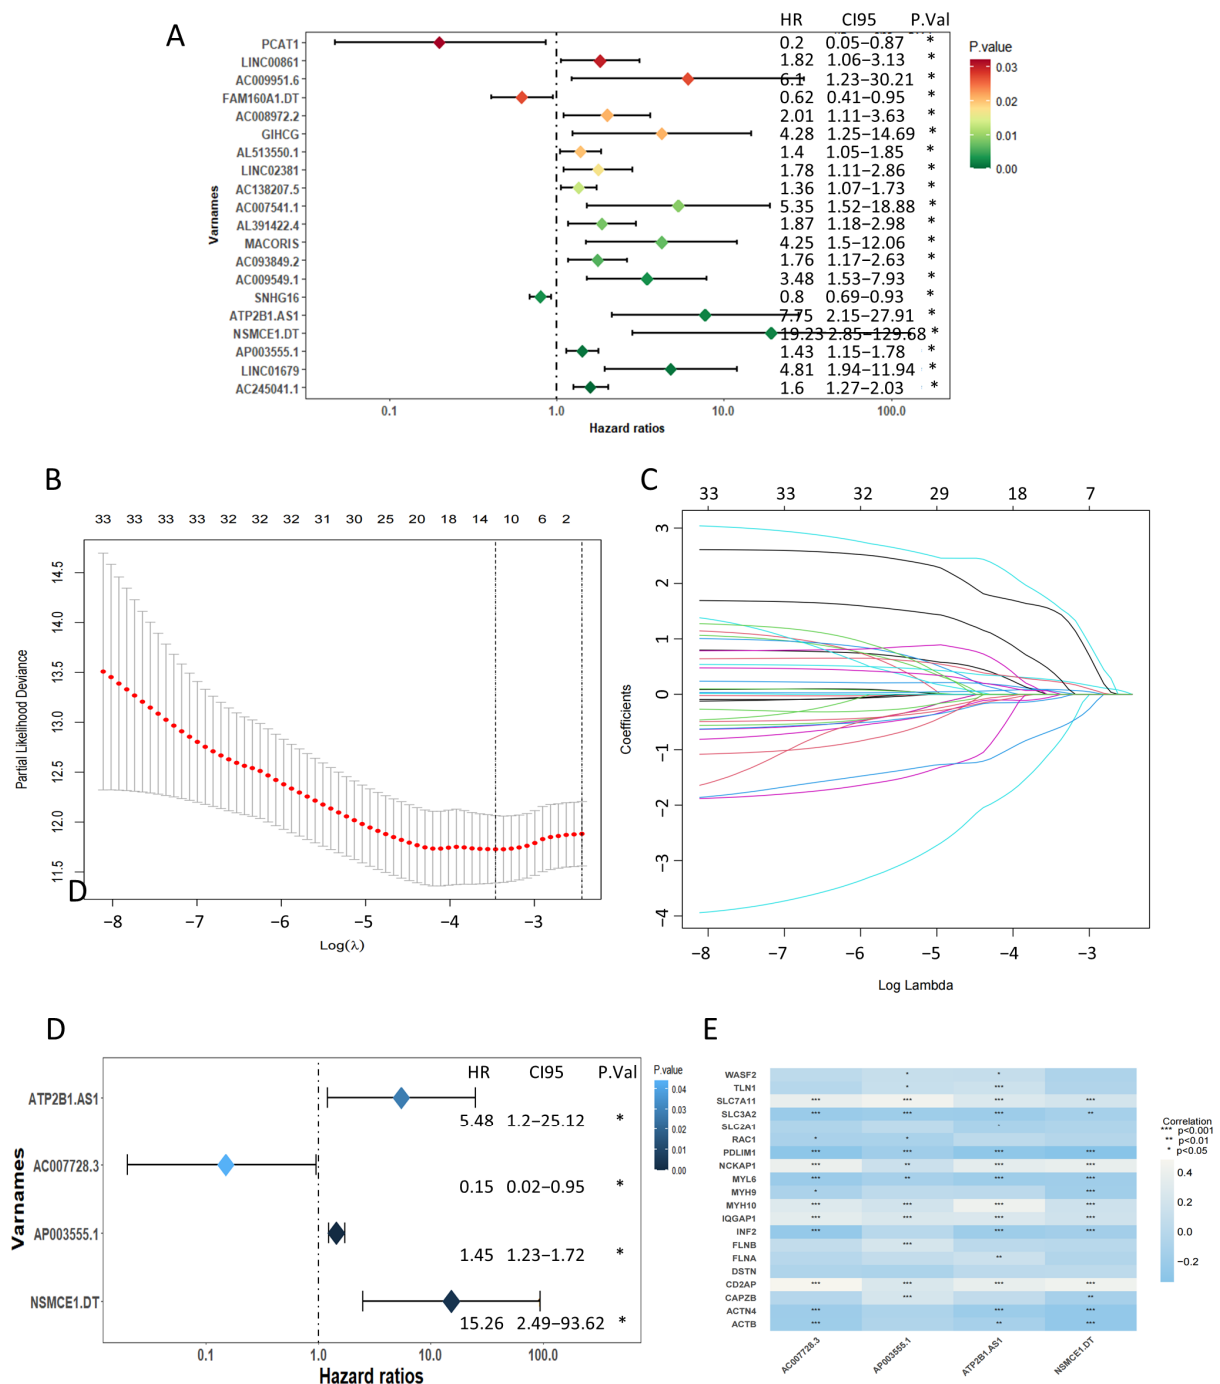 A
HR CI95 P.Val
PCAT1 0.2 0.05–0.87 *
LINC00861 1.82 1.06–3.13 *
AC009951.6 6.1 1.23–30.21 *
FAM160A1.DT 0.62 0.41–0.95 *
AC008972.2 2.01 1.11–3.63 *
GIHCG 4.28 1.25–14.69 *
AL513550.1 1.4 1.05–1.85 *
LINC02381 1.78 1.11–2.86 *
AC138207.5 1.36 1.07–1.73 *
AC007541.1 5.35 1.52–18.88 *
AL391422.4 1.87 1.18–2.98 *
MACORIS 4.25 1.5–12.06 *
AC093849.2 1.76 1.17–2.63 *
AC009549.1 3.48 1.53–7.93 *
SNHG16 0.8 0.69–0.93 *
ATP2B1.AS1 7.75 2.15–27.91 *
NSMCE1.DT 19.23 2.85–129.68 *
AP003555.1 1.43 1.15–1.78 *
LINC01679 4.81 1.94–11.94 *
AC245041.1 1.6 1.27–2.03 *
Varnames
0.1 1.0 10.0 100.0
Hazard ratios
P.value
0.03
0.02
0.01
0.00
B
33 33 33 33 32 32 32 31 30 25 20 18 14 10 6 2
14.5
14.0
13.5
13.0
12.5
12.0
11.5
Partial Likelihood Deviance
D
−8 −7 −6 −5 −4 −3
Log(λ)
C
33 33 32 29 18 7
3
2
1
0
−1
−2
−3
−4
Coefficients
−8 −7 −6 −5 −4 −3
Log Lambda
D
HR CI95 P.Val
ATP2B1.AS1
5.48 1.2–25.12 *
AC007728.3
0.15 0.02–0.95 *
AP003555.1
1.45 1.23–1.72 *
NSMCE1.DT
15.26 2.49–93.62 *
Varnames
0.1 1.0 10.0 100.0
Hazard ratios
P.value
0.04
0.03
0.02
0.01
0.00
E
WASF2 * *
TLN1 * ***
SLC7A11 *** *** *** ***
SLC3A2 *** *** *** **
SLC2A1 *
RAC1 * *
PDLIM1 *** *** *** ***
NCKAP1 *** ** *** ***
MYL6 *** ** *** ***
MYH9 * ***
MYH10 *** *** *** ***
IQGAP1 *** *** *** ***
INF2 *** *** ***
FLNB ***
FLNA **
DSTN
CD2AP *** *** *** ***
CAPZB *** **
ACTN4 *** *** ***
ACTB *** ** ***
AC007728.3 AP003555.1 ATP2B1.AS1 NSMCE1.DT
Correlation
*** p<0.001
** p<0.01
* p<0.05
0.4
0.2
0.0
−0.2